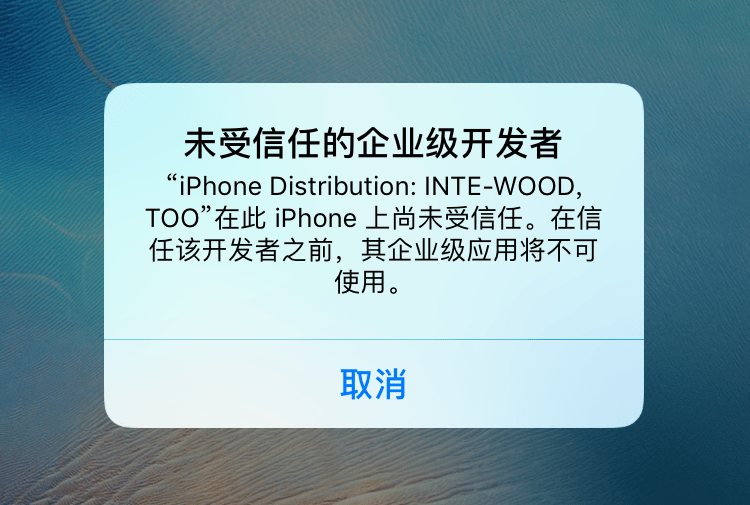 未受信任的企业级开发者
“iPhone Distribution: INTE-WOOD,
TOO”在此 iPhone 上尚未受信任。在信
任该开发者之前，其企业级应用将不可
使用。
取消